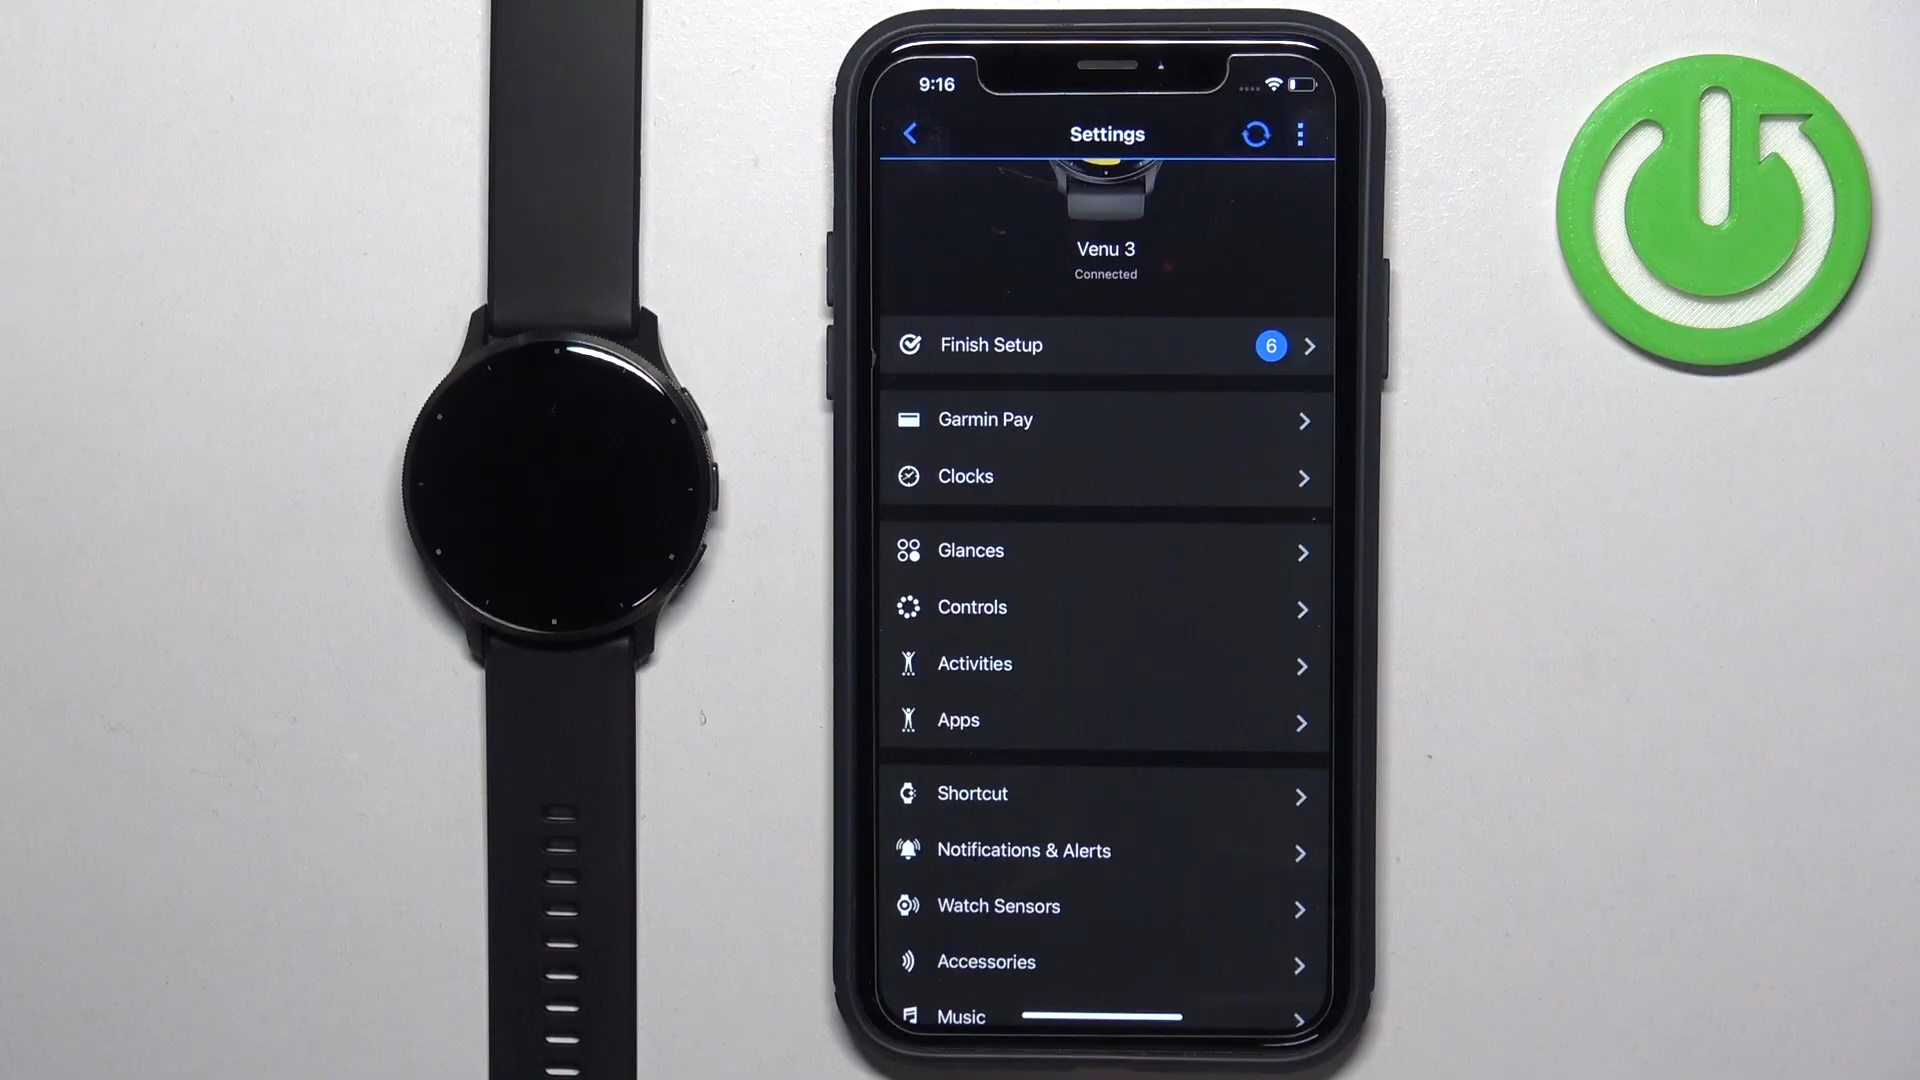 9:16
Settings
Venu 3
Connected
Finish Setup
6
Garmin Pay
Clocks
Glances
Controls
Activities
Apps
Shortcut
Notifications & Alerts
Watch Sensors
Accessories
Music